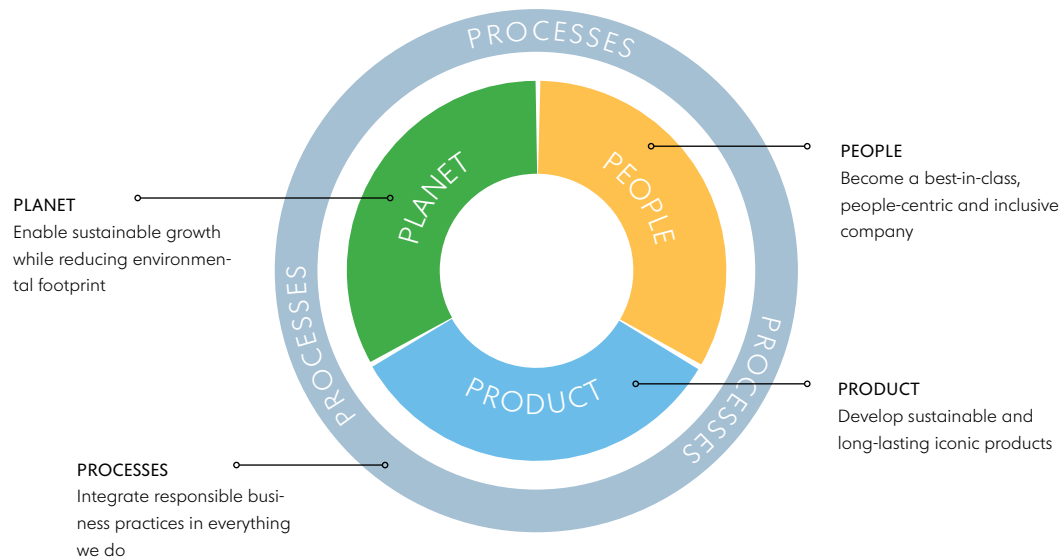 PROCESSES
PLANET
PEOPLE
PRODUCT
PROCESSES
PROCESSES
PEOPLE
Become a best-in-class,
people-centric and inclusive
company
PLANET
Enable sustainable growth
while reducing environmen-
tal footprint
PRODUCT
Develop sustainable and
long-lasting iconic products
PROCESSES
Integrate responsible busi-
ness practices in everything
we do